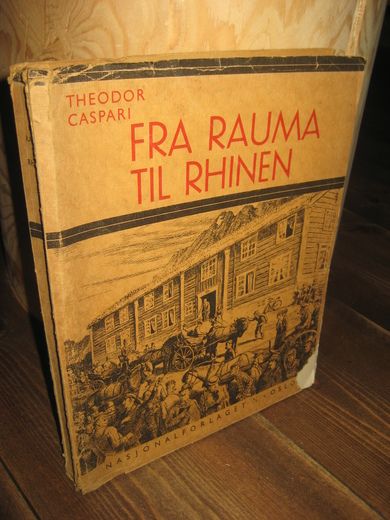 THEODOR
CASPARI
FRA RAUMA
TIL RHINEN
NASJONALFORLAGET